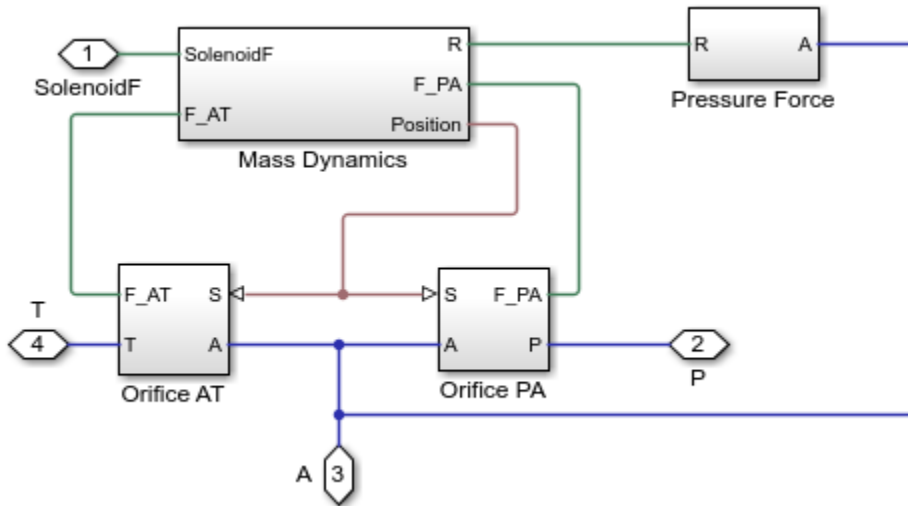 1
SolenoidF
SolenoidF
R
F_PA
F_AT
Position
Mass Dynamics
R
A
Pressure Force
T
4
F_AT
S
T
A
Orifice AT
S
F_PA
A
P
Orifice PA
2
P
A
3